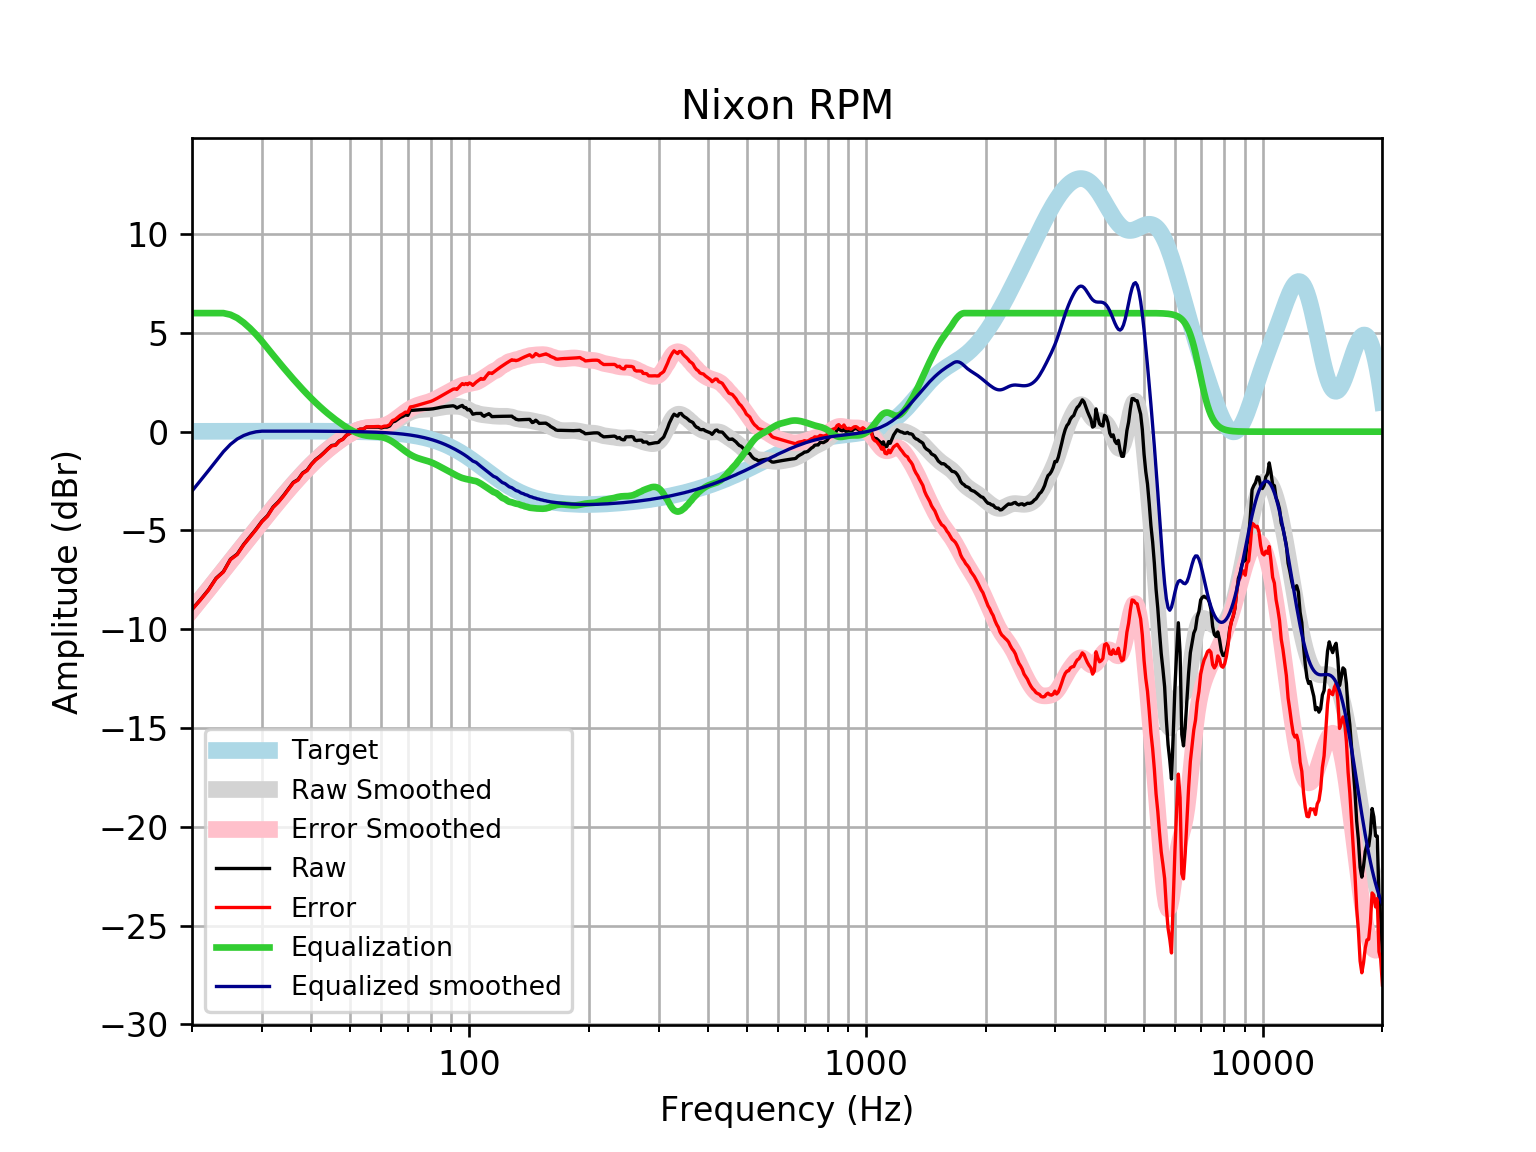 Nixon RPM
Amplitude (dBr)
10
5
0
−5
−10
−15
−20
−25
−30
Target
Raw Smoothed
Error Smoothed
Raw
Error
Equalization
Equalized smoothed
100
1000
10000
Frequency (Hz)